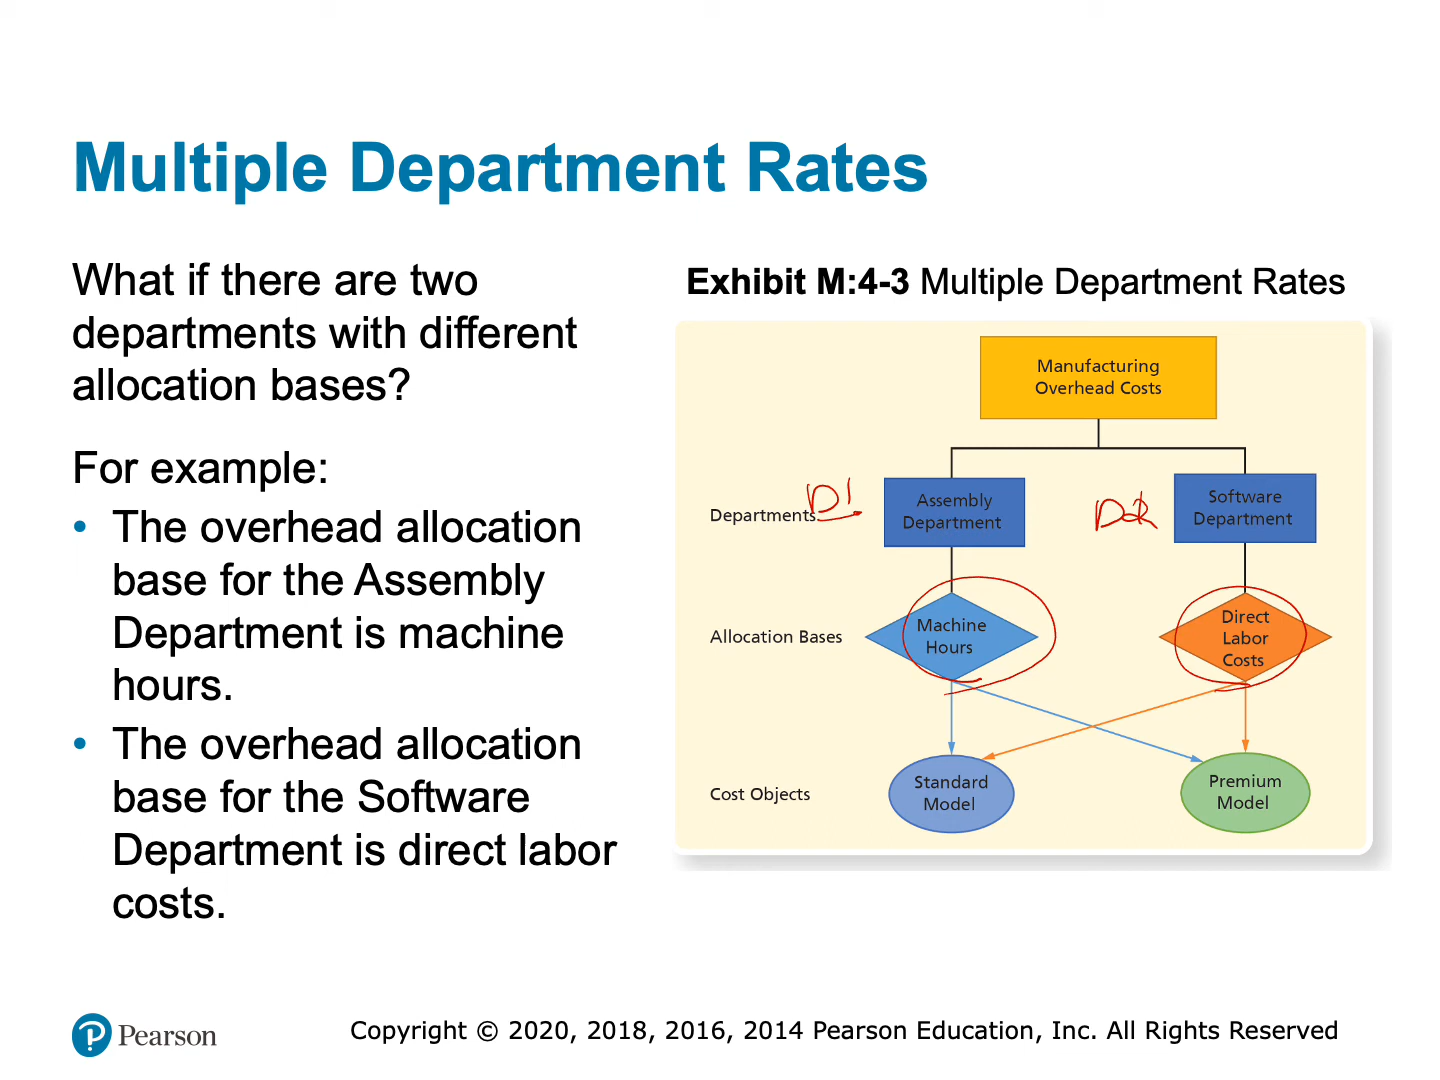 Multiple Department Rates
What if there are two
departments with different
allocation bases?
For example:
• The overhead allocation
base for the Assembly
Department is machine
hours.
• The overhead allocation
base for the Software
Department is direct labor
costs.
Exhibit M:4-3 Multiple Department Rates
Manufacturing
Overhead Costs
Departments
D1
Assembly
Department
D2
Software
Department
Allocation Bases
Machine
Hours
Direct
Labor
Costs
Cost Objects
Standard
Model
Premium
Model
Pearson
Copyright © 2020, 2018, 2016, 2014 Pearson Education, Inc. All Rights Reserved